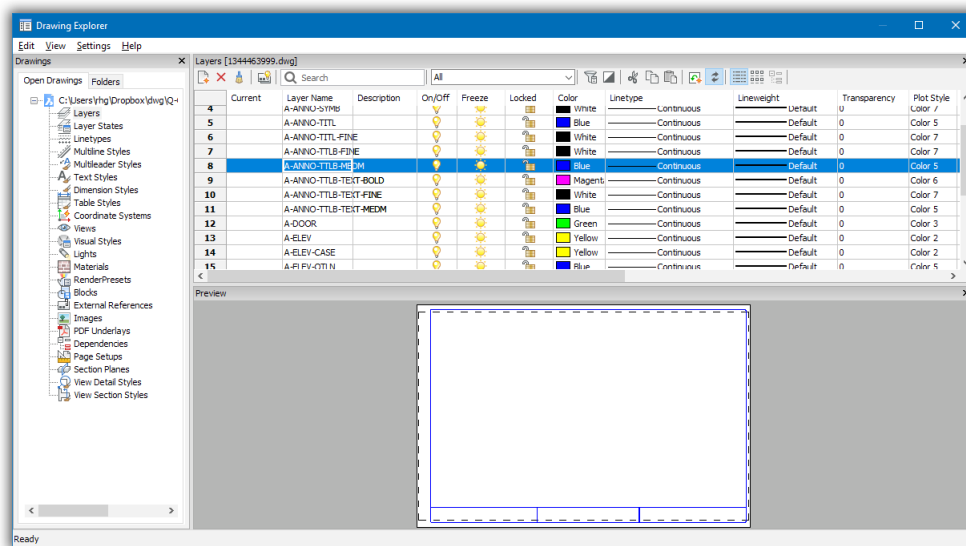 Drawing Explorer
Edit View Settings Help
Drawings
Open Drawings Folders
C:\Users\rhg\Dropbox\dwg\Q-
Layers
Layer States
Linetypes
Multiline Styles
Multileader Styles
Text Styles
Dimension Styles
Table Styles
Coordinate Systems
Views
Visual Styles
Lights
Materials
RenderPresets
Blocks
External References
Images
PDF Underlays
Dependencies
Page Setups
Section Planes
View Detail Styles
View Section Styles
Layers [1344463999.dwg]
Search All
Current Layer Name Description On/Off Freeze Locked Color Linetype Lineweight Transparency Plot Style
4 A-ANNO-SYMB White Continuous Default 0 Color 7
5 A-ANNO-TITL Blue Continuous Default 0 Color 5
6 A-ANNO-TITL-FINE White Continuous Default 0 Color 7
7 A-ANNO-TTLB-FINE White Continuous Default 0 Color 7
8 A-ANNO-TTLB-MEDM Blue Continuous Default 0 Color 5
9 A-ANNO-TTLB-TEXT-BOLD Magent Continuous Default 0 Color 6
10 A-ANNO-TTLB-TEXT-FINE White Continuous Default 0 Color 7
11 A-ANNO-TTLB-TEXT-MEDM Blue Continuous Default 0 Color 5
12 A-DOOR Green Continuous Default 0 Color 3
13 A-ELEV Yellow Continuous Default 0 Color 2
14 A-ELEV-CASE Yellow Continuous Default 0 Color 2
15 A-ELEV-OTLN Blue Continuous Default 0 Color 5
Preview
Ready